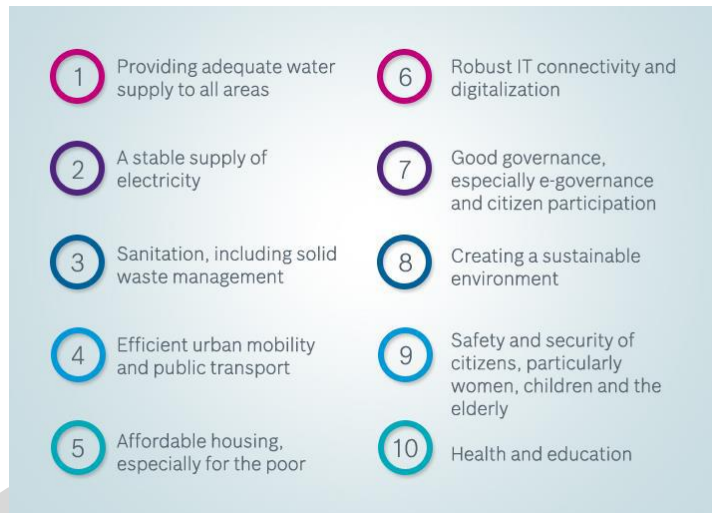 1
Providing adequate water
supply to all areas
2
A stable supply of
electricity
3
Sanitation, including solid
waste management
4
Efficient urban mobility
and public transport
5
Affordable housing,
especially for the poor
6
Robust IT connectivity and
digitalization
7
Good governance,
especially e-governance
and citizen participation
8
Creating a sustainable
environment
9
Safety and security of
citizens, particularly
women, children and the
elderly
10
Health and education